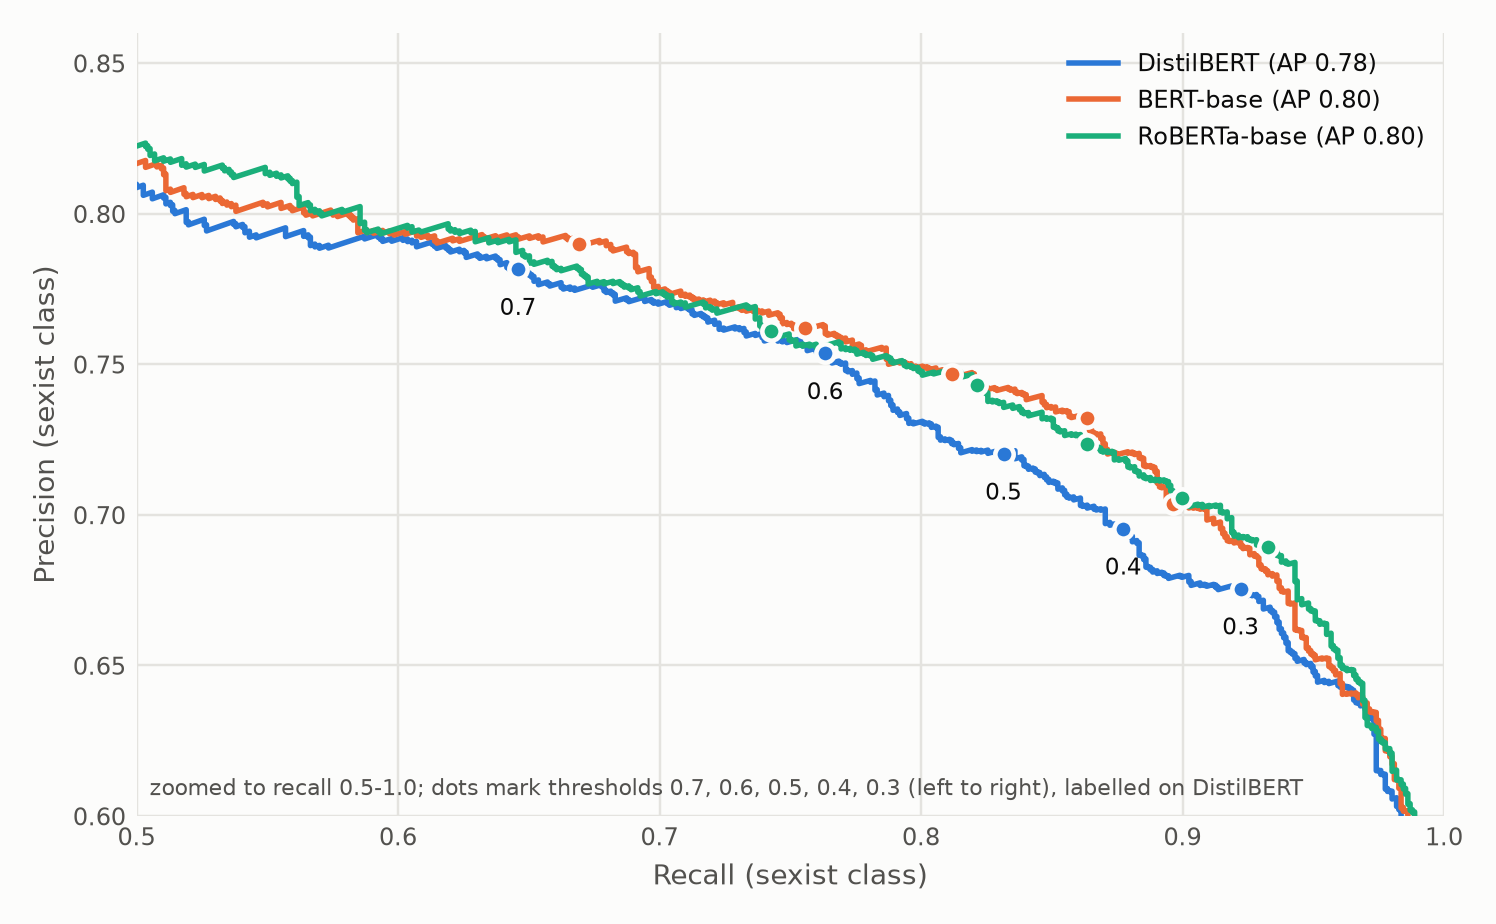 0.85
0.80
0.75
0.70
0.65
0.60
Precision (sexist class)
DistilBERT (AP 0.78)
BERT-base (AP 0.80)
RoBERTa-base (AP 0.80)
0.7
0.6
0.5
0.4
0.3
zoomed to recall 0.5-1.0; dots mark thresholds 0.7, 0.6, 0.5, 0.4, 0.3 (left to right), labelled on DistilBERT
0.5
0.6
0.7
0.8
0.9
1.0
Recall (sexist class)